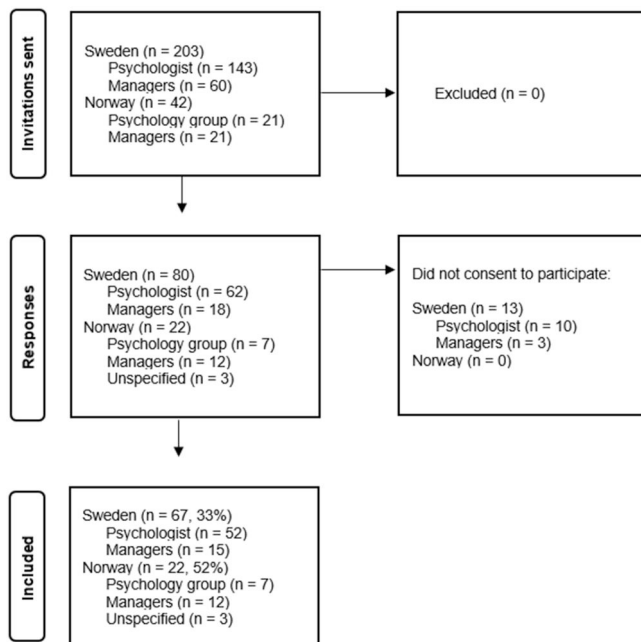 Invitations sent
Sweden (n = 203)
Psychologist (n = 143)
Managers (n = 60)
Norway (n = 42)
Psychology group (n = 21)
Managers (n = 21)
Excluded (n = 0)
Responses
Sweden (n = 80)
Psychologist (n = 62)
Managers (n = 18)
Norway (n = 22)
Psychology group (n = 7)
Managers (n = 12)
Unspecified (n = 3)
Did not consent to participate:
Sweden (n = 13)
Psychologist (n = 10)
Managers (n = 3)
Norway (n = 0)
Included
Sweden (n = 67, 33%)
Psychologist (n = 52)
Managers (n = 15)
Norway (n = 22, 52%)
Psychology group (n = 7)
Managers (n = 12)
Unspecified (n = 3)